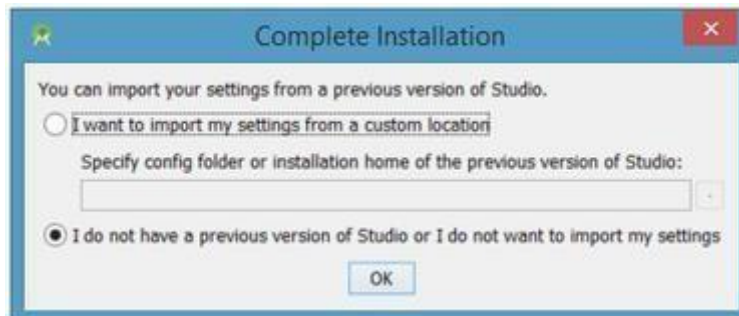 Complete Installation
You can import your settings from a previous version of Studio.
I want to import my settings from a custom location
Specify config folder or installation home of the previous version of Studio:
I do not have a previous version of Studio or I do not want to import my settings
OK